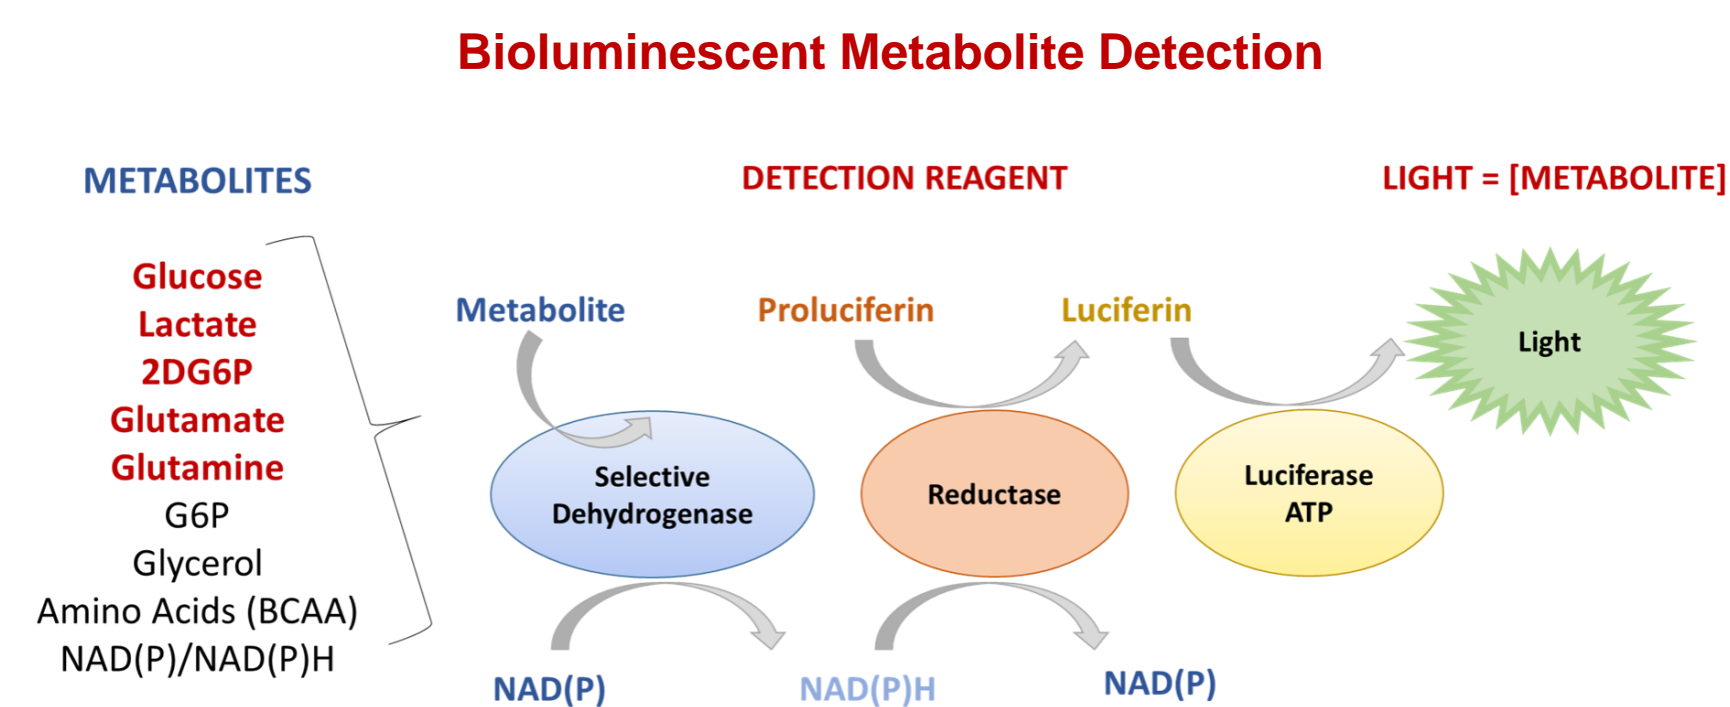 Bioluminescent Metabolite Detection
METABOLITES
Glucose
Lactate
2DG6P
Glutamate
Glutamine
G6P
Glycerol
Amino Acids (BCAA)
NAD(P)/NAD(P)H
DETECTION REAGENT
Metabolite
Proluciferin
Luciferin
Selective
Dehydrogenase
Reductase
Luciferase
ATP
NAD(P)
NAD(P)H
NAD(P)
LIGHT = [METABOLITE]
Light